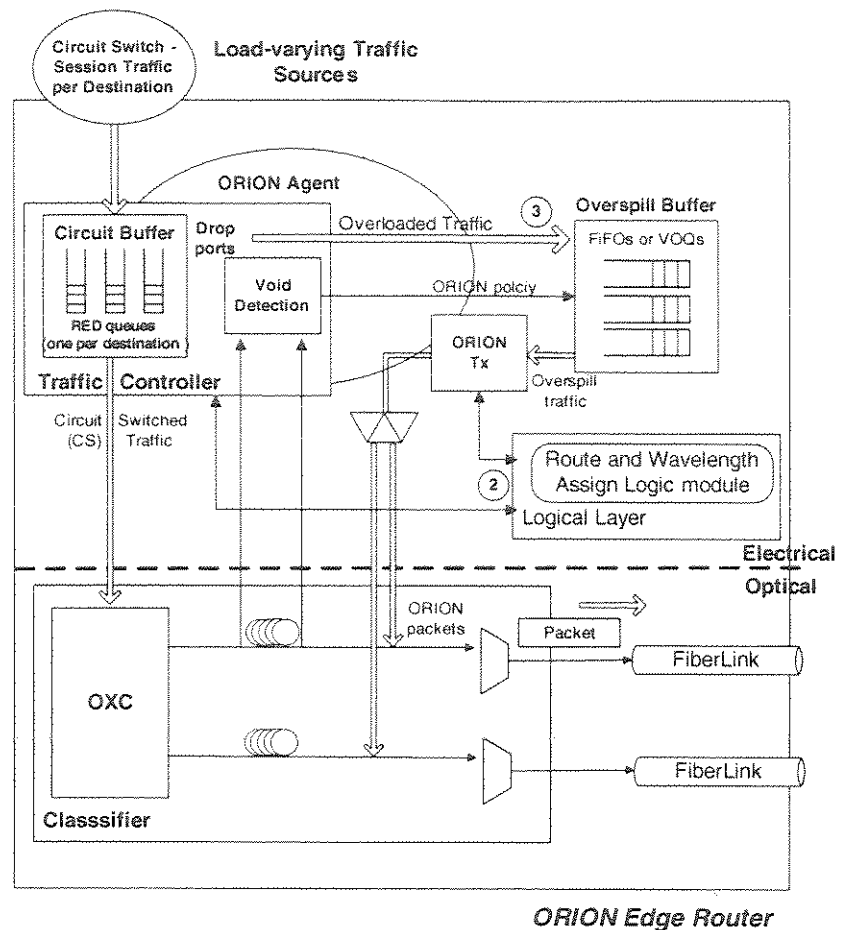 Circuit Switch -
Session Traffic
per Destination
Load-varying Traffic
Sources
ORION Agent
Circuit Buffer
RED queues
(one per destination)
Drop
ports
Void
Detection
Traffic Controller
Overloaded Traffic
3
Overspill Buffer
FiFOs or VOQs
ORION polciy
ORION
Tx
Overspill
traffic
Circuit Switched
(CS) Traffic
2
Route and Wavelength
Assign Logic module
Logical Layer
Electrical
Optical
OXC
ORION
packets
Packet
FiberLink
FiberLink
Classsifier
ORION Edge Router